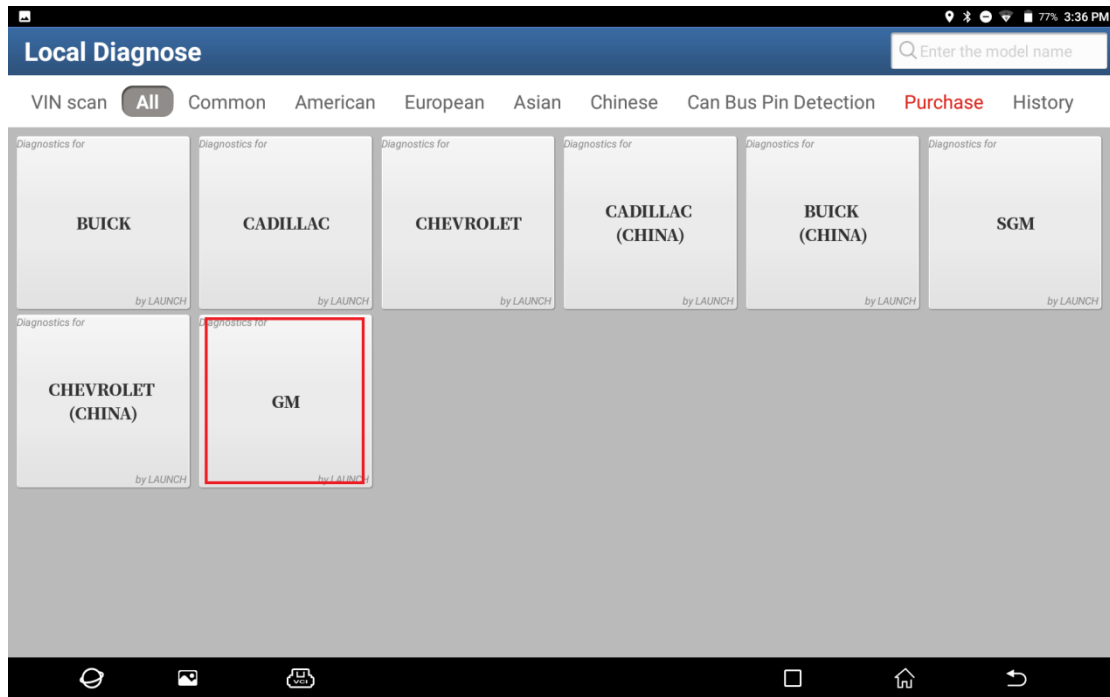 77% 3:36 PM
Local Diagnose
Enter the model name
VIN scan All Common American European Asian Chinese Can Bus Pin Detection Purchase History
Diagnostics for
BUICK
by LAUNCH
Diagnostics for
CADILLAC
by LAUNCH
Diagnostics for
CHEVROLET
by LAUNCH
Diagnostics for
CADILLAC
(CHINA)
by LAUNCH
Diagnostics for
BUICK
(CHINA)
by LAUNCH
Diagnostics for
SGM
by LAUNCH
Diagnostics for
CHEVROLET
(CHINA)
by LAUNCH
Diagnostics for
GM
by LAUNCH
VCI